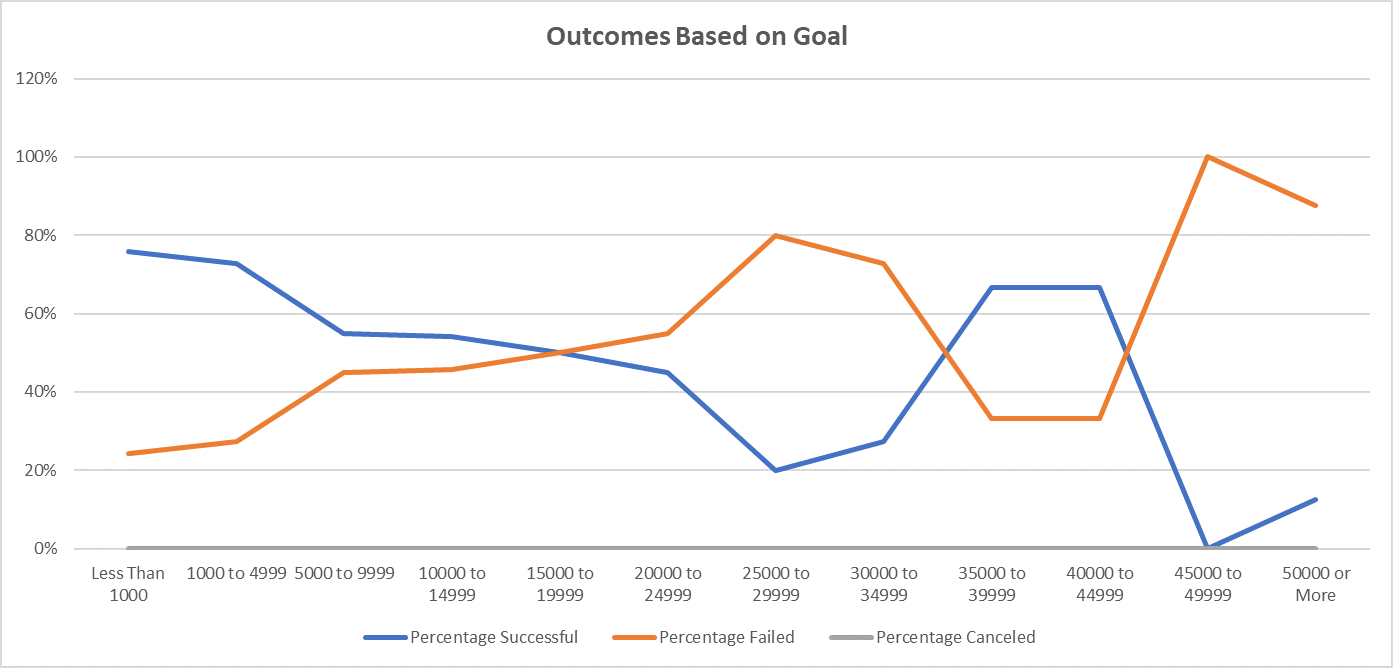 Outcomes Based on Goal
120%
100%
80%
60%
40%
20%
0%
Less Than 1000
1000 to 4999
5000 to 9999
10000 to 14999
15000 to 19999
20000 to 24999
25000 to 29999
30000 to 34999
35000 to 39999
40000 to 44999
45000 to 49999
50000 or More
Percentage Successful
Percentage Failed
Percentage Canceled